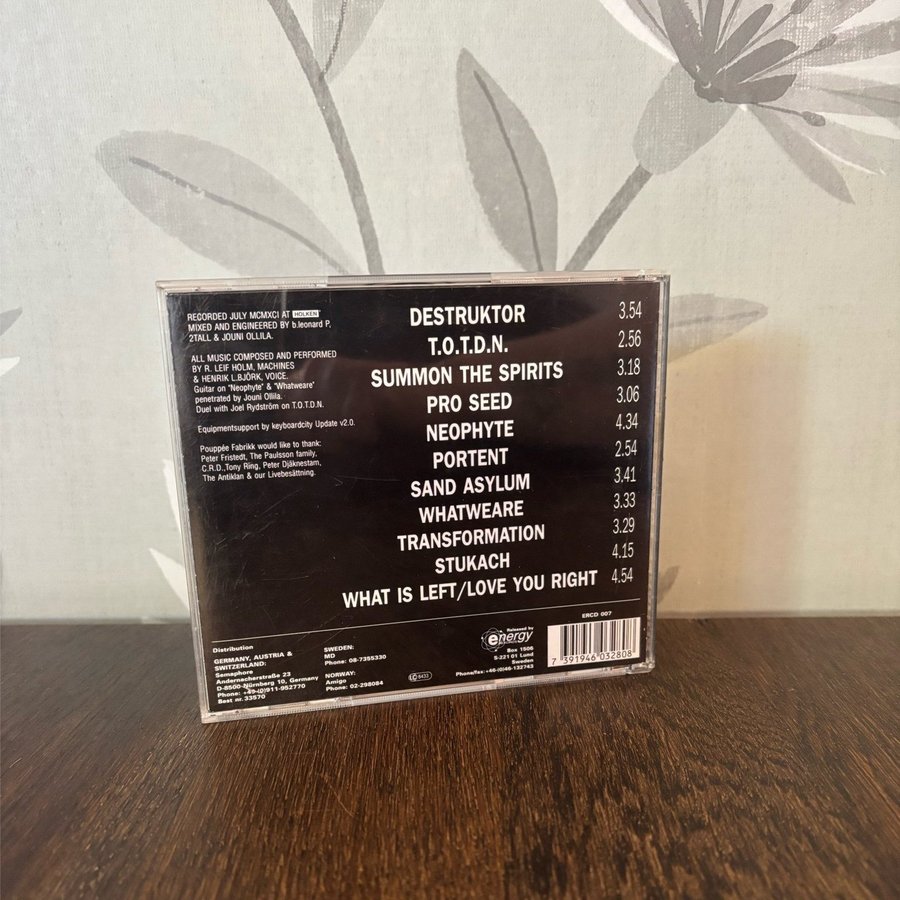 RECORDED JULY MCMXCI AT HOLKEN
MIXED AND ENGINEERED BY b.leonard P,
2TALL & JOUNI OLLILA.
ALL MUSIC COMPOSED AND PERFORMED
BY R. LEIF HOLM, MACHINES
& HENRIK L.BJÖRK, VOICE.
Guitar on "Neophyte" & "Whatweare"
penetrated by Jouni Ollila.
Duel with Joel Rydström on T.O.T.D.N.
Equipmentsupport by keyboardcity Update v2.0.
Pouppée Fabrikk would like to thank:
Peter Fristedt, The Paulsson family,
C.R.D.,Tony Ring, Peter Djäknestam,
The Antiklan & our Livebesättning.
DESTRUKTOR 3.54
T.O.T.D.N. 2.56
SUMMON THE SPIRITS 3.18
PRO SEED 3.06
NEOPHYTE 4.34
PORTENT 2.54
SAND ASYLUM 3.41
WHATWEARE 3.33
TRANSFORMATION 3.29
STUKACH 4.15
WHAT IS LEFT/LOVE YOU RIGHT 4.54
Distribution
GERMANY, AUSTRIA &
SWITZERLAND:
Semaphore
Andernacherstraße 23
D-8500 Nürnberg 10, Germany
Phone: +49-(0)911-952770
Best nr. 33570
SWEDEN:
MD
Phone: 08-7355330
NORWAY:
Amigo
Phone: 02-298084
LC 6433
Released by
energy
Box 1506
S-221 01 Lund
Sweden
Phone/fax:+46-(0)46-132743
ERCD 007
7 391946 032808